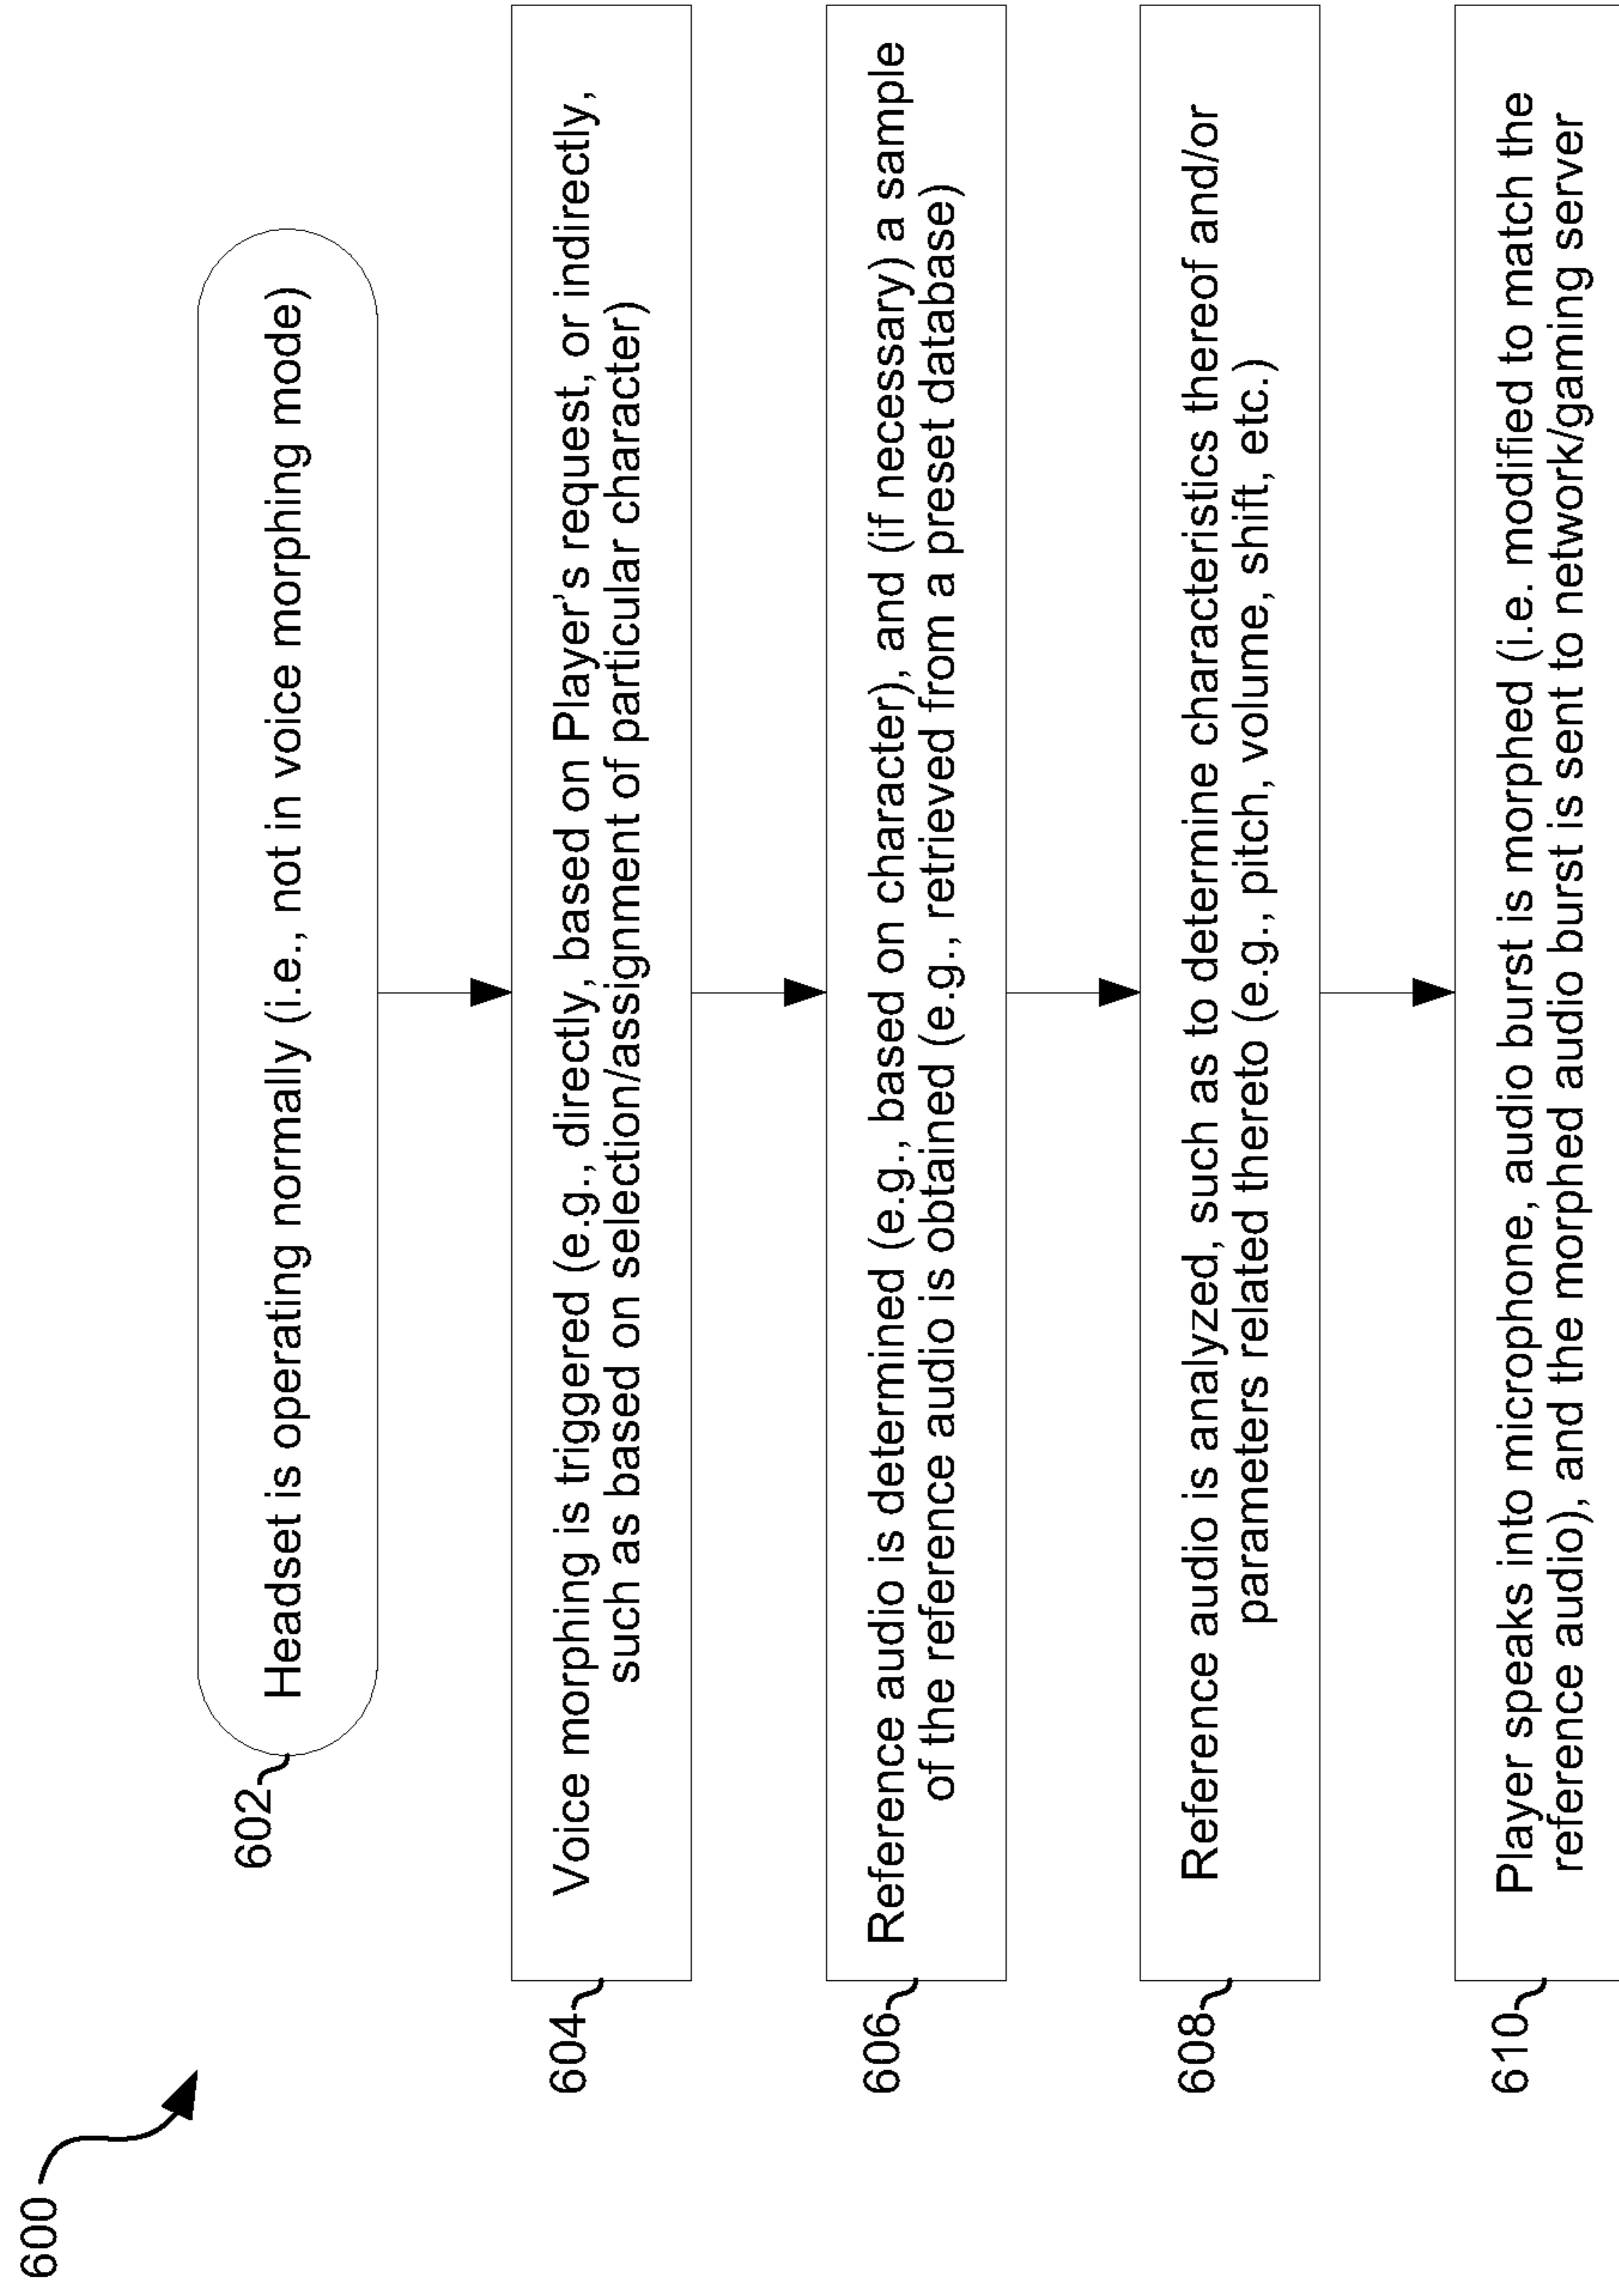 600
602
Headset is operating normally (i.e., not in voice morphing mode)
604
Voice morphing is triggered (e.g., directly, based on Player's request, or indirectly,
such as based on selection/assignment of particular character)
606
Reference audio is determined (e.g., based on character), and (if necessary) a sample
of the reference audio is obtained (e.g., retrieved from a preset database)
608
Reference audio is analyzed, such as to determine characteristics thereof and/or
parameters related thereto (e.g., pitch, volume, shift, etc.)
610
Player speaks into microphone, audio burst is morphed (i.e. modified to match the
reference audio), and the morphed audio burst is sent to network/gaming server